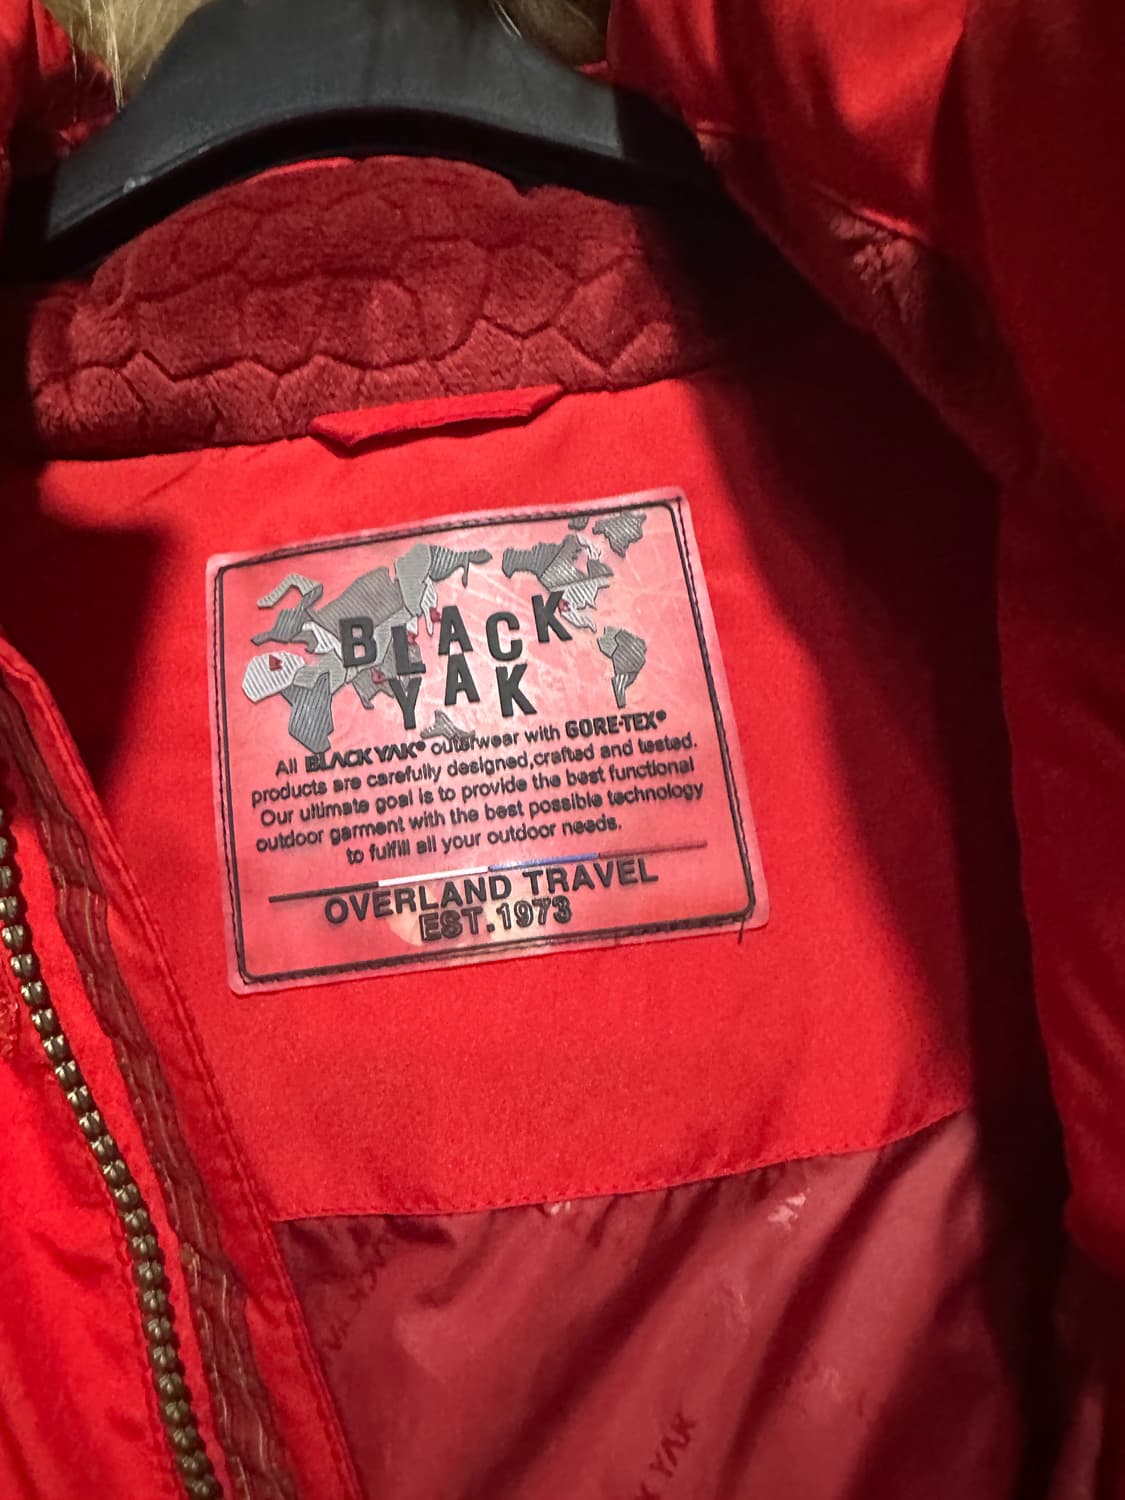 BLACK
YAK
All BLACK YAK® outerwear with GORE-TEX®
products are carefully designed,crafted and tested.
Our ultimate goal is to provide the best functional
outdoor garment with the best possible technology
to fulfill all your outdoor needs.
OVERLAND TRAVEL
EST.1973
K YAK